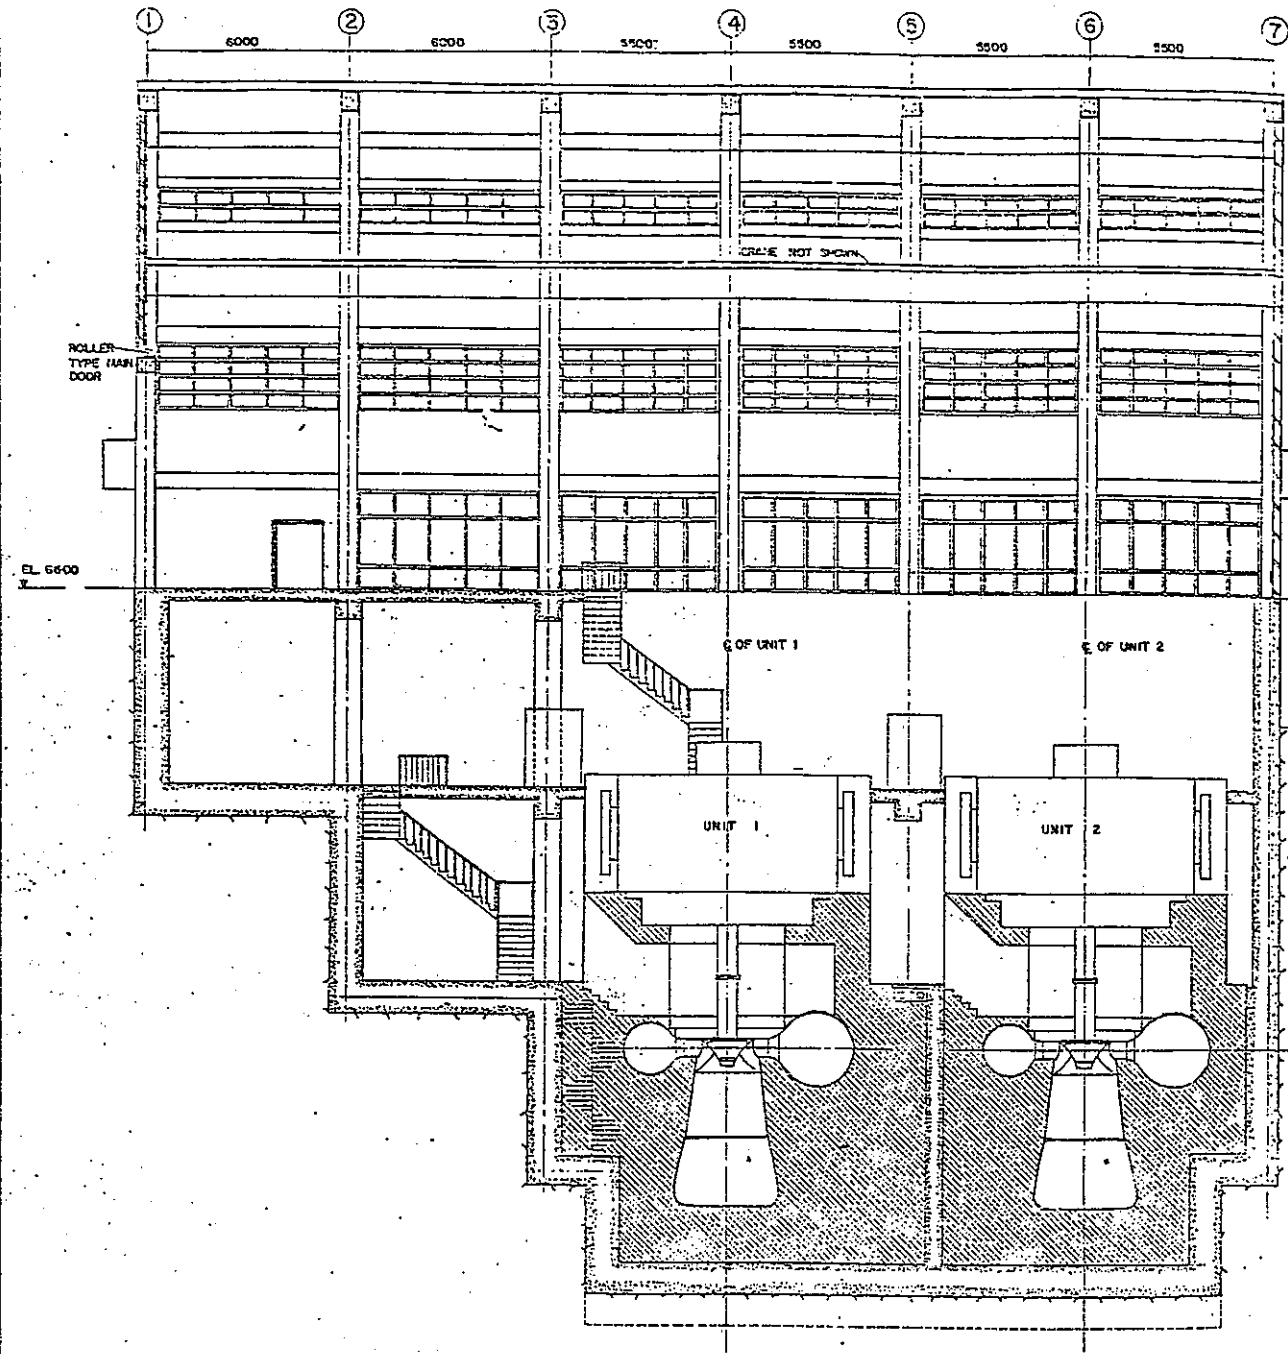 1 2 3 4 5 6 7
6000 6000 5500 5500 5500 5500
CRANE NOT SHOWN
ROLLER
TYPE MAIN
DOOR
EL. 6600
℄ OF UNIT 1
℄ OF UNIT 2
UNIT 1
UNIT 2